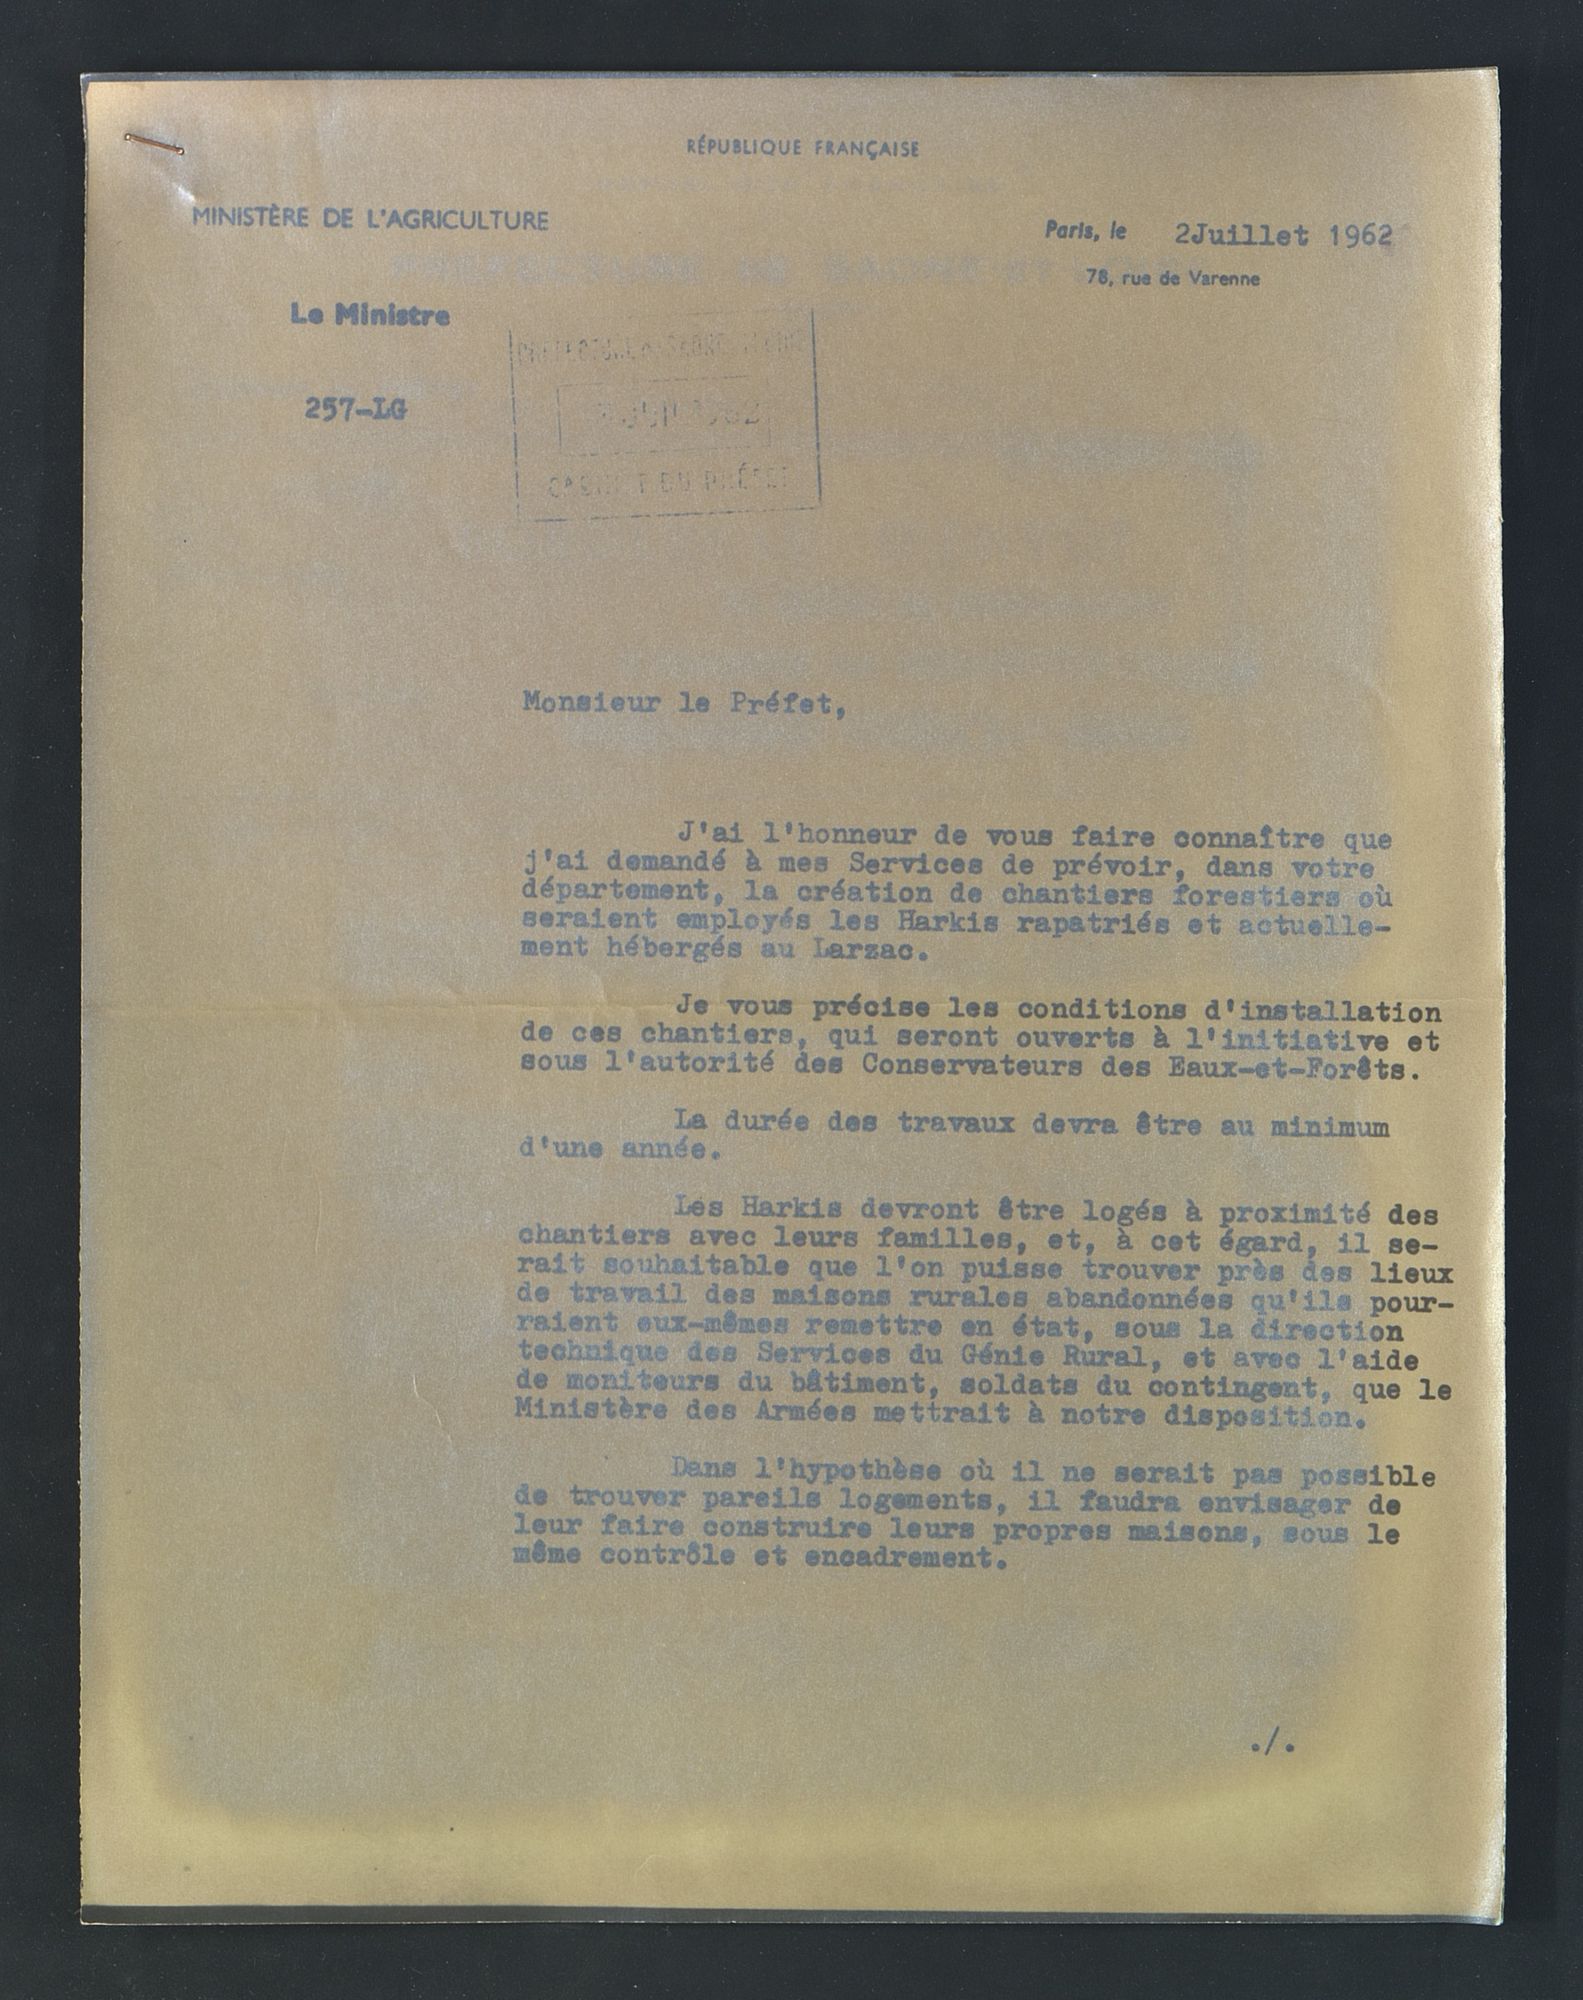 RÉPUBLIQUE FRANÇAISE
MINISTÈRE DE L'AGRICULTURE
Paris, le 2Juillet 1962
78, rue de Varenne
Le Ministre
257-LG
CABINET DU PRÉFET
Monsieur le Préfet,
J'ai l'honneur de vous faire connaître que
j'ai demandé à mes Services de prévoir, dans votre
département, la création de chantiers forestiers où
seraient employés les Harkis rapatriés et actuelle-
ment hébergés au Larzac.
Je vous précise les conditions d'installation
de ces chantiers, qui seront ouverts à l'initiative et
sous l'autorité des Conservateurs des Eaux-et-Forêts.
La durée des travaux devra être au minimum
d'une année.
Les Harkis devront être logés à proximité des
chantiers avec leurs familles, et, à cet égard, il se-
rait souhaitable que l'on puisse trouver près des lieux
de travail des maisons rurales abandonnées qu'ils pour-
raient eux-mêmes remettre en état, sous la direction
technique des Services du Génie Rural, et avec l'aide
de moniteurs du bâtiment, soldats du contingent, que le
Ministère des Armées mettrait à notre disposition.
Dans l'hypothèse où il ne serait pas possible
de trouver pareils logements, il faudra envisager de
leur faire construire leurs propres maisons, sous le
même contrôle et encadrement.
./.